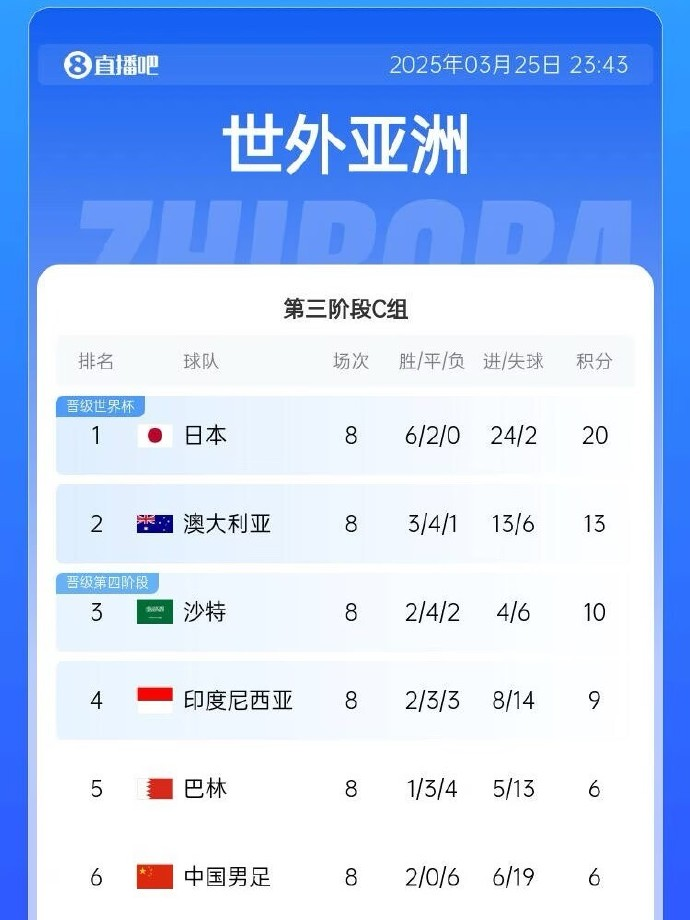 8直播吧 2025年03月25日 23:43
世外亚洲
ZHIBOBA
第三阶段C组
排名 球队 场次 胜/平/负 进/失球 积分
晋级世界杯
1 日本 8 6/2/0 24/2 20
2 澳大利亚 8 3/4/1 13/6 13
晋级第四阶段
3 沙特 8 2/4/2 4/6 10
4 印度尼西亚 8 2/3/3 8/14 9
5 巴林 8 1/3/4 5/13 6
6 中国男足 8 2/0/6 6/19 6